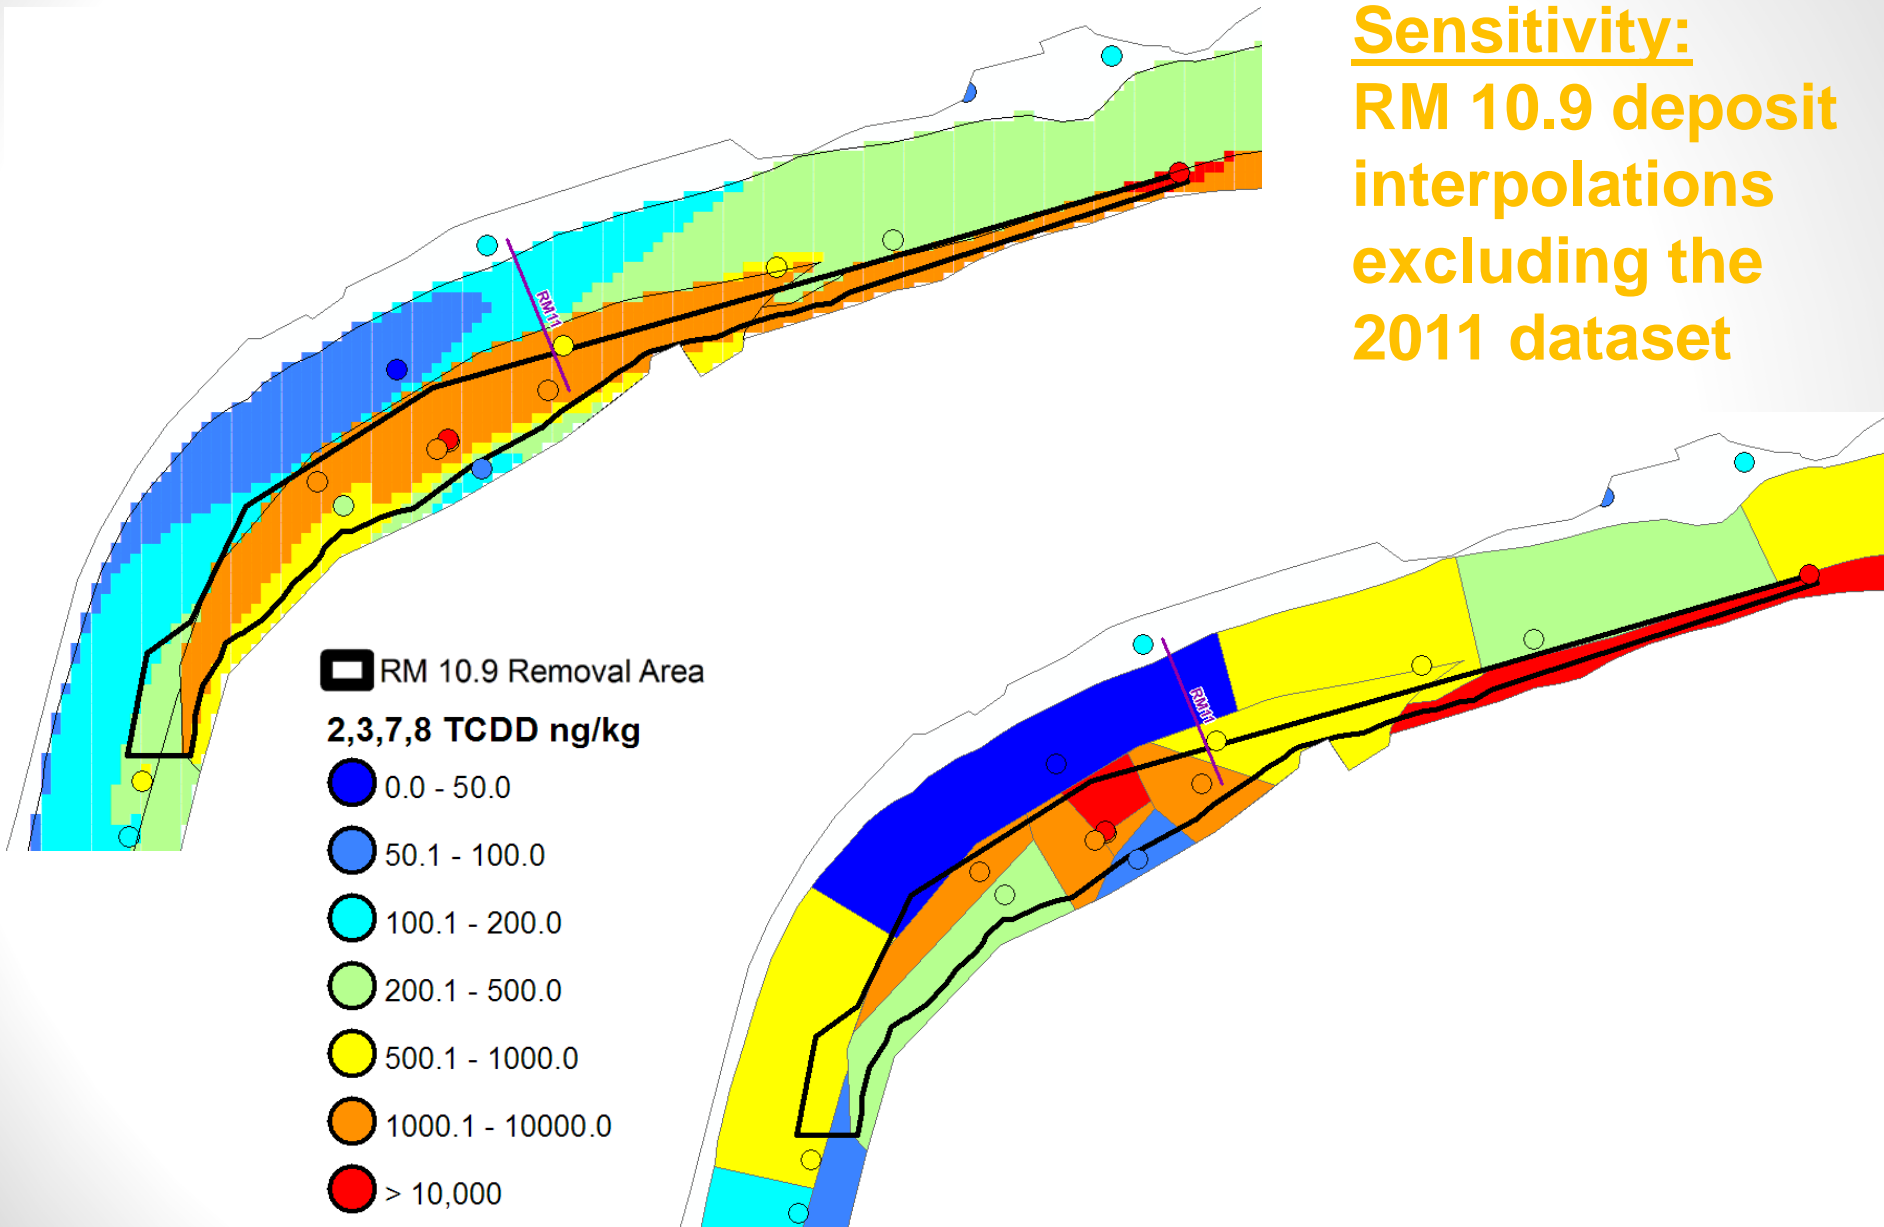 Sensitivity:
RM 10.9 deposit
interpolations
excluding the
2011 dataset
RM11
RM 10.9 Removal Area
2,3,7,8 TCDD ng/kg
0.0 - 50.0
50.1 - 100.0
100.1 - 200.0
200.1 - 500.0
500.1 - 1000.0
1000.1 - 10000.0
> 10,000
RM11